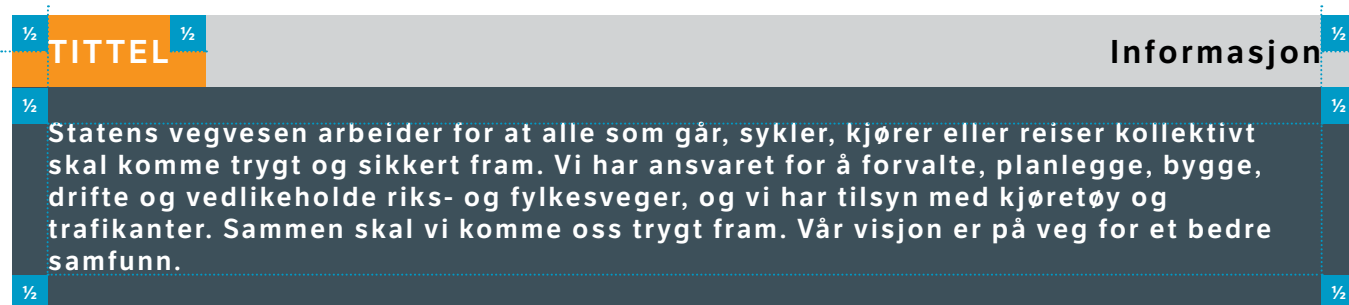 ½ ½ ½
TITTEL Informasjon
½ ½
Statens vegvesen arbeider for at alle som går, sykler, kjører eller reiser kollektivt
skal komme trygt og sikkert fram. Vi har ansvaret for å forvalte, planlegge, bygge,
drifte og vedlikeholde riks- og fylkesveger, og vi har tilsyn med kjøretøy og
trafikanter. Sammen skal vi komme oss trygt fram. Vår visjon er på veg for et bedre
samfunn.
½ ½